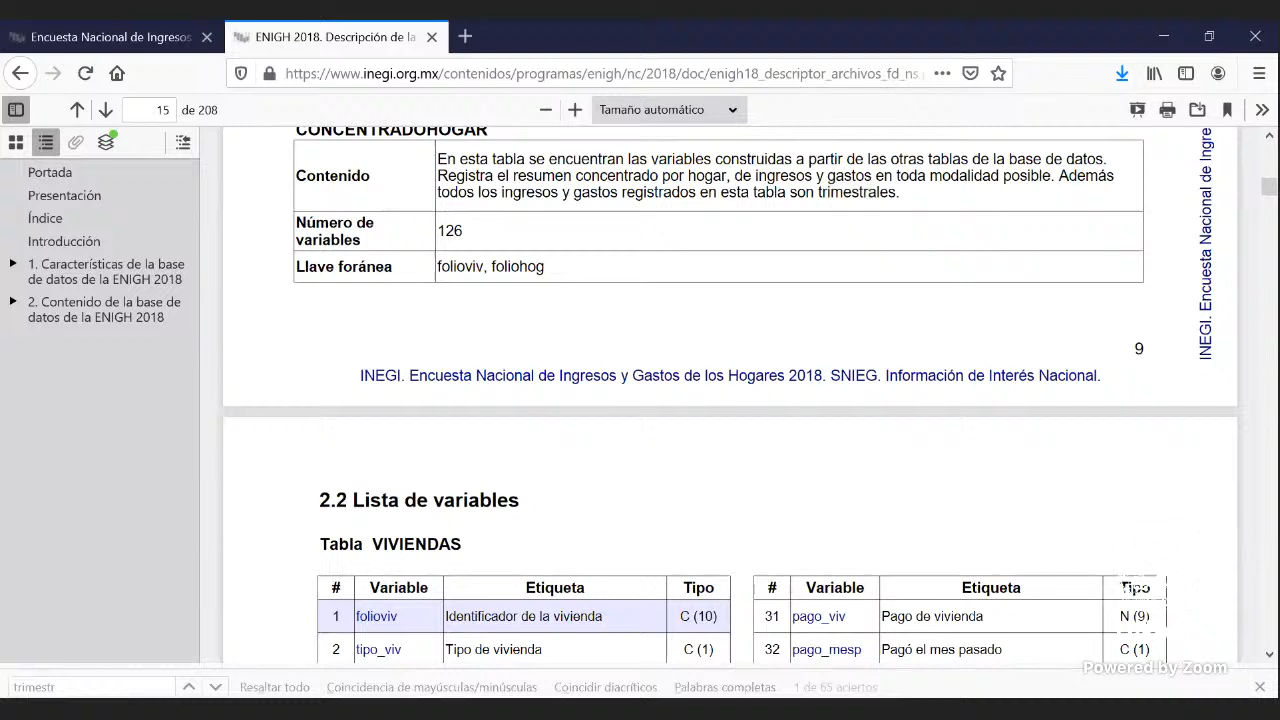 Encuesta Nacional de Ingresos
ENIGH 2018. Descripción de la
https://www.inegi.org.mx/contenidos/programas/enigh/nc/2018/doc/enigh18_descriptor_archivos_fd_ns
15 de 208
Tamaño automático
Portada
Presentación
Índice
Introducción
1. Características de la base
de datos de la ENIGH 2018
2. Contenido de la base de
datos de la ENIGH 2018
CONCENTRADOHOGAR
Contenido
En esta tabla se encuentran las variables construidas a partir de las otras tablas de la base de datos.
Registra el resumen concentrado por hogar, de ingresos y gastos en toda modalidad posible. Además
todos los ingresos y gastos registrados en esta tabla son trimestrales.
Número de
variables
126
Llave foránea
folioviv, foliohog
INEGI. Encuesta Nacional de Ingre
9
INEGI. Encuesta Nacional de Ingresos y Gastos de los Hogares 2018. SNIEG. Información de Interés Nacional.
2.2 Lista de variables
Tabla VIVIENDAS
# Variable Etiqueta Tipo
1 folioviv Identificador de la vivienda C (10)
2 tipo_viv Tipo de vivienda C (1)
# Variable Etiqueta Tipo
31 pago_viv Pago de vivienda N (9)
32 pago_mesp Pagó el mes pasado C (1)
Powered by Zoom
trimestr
Resaltar todo Coincidencia de mayúsculas/minúsculas Coincidir diacríticos Palabras completas 1 de 65 aciertos